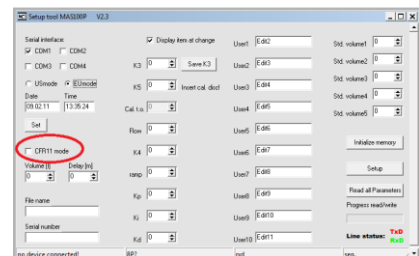 Setup tool MAS100P V2.3
Serial interface:
COM1 COM2
COM3 COM4
USmode EUmode
Date Time
09.02.11 13:35:24
Set
CFR11 mode
Volume [l] Delay [m]
0 0
File name
Serial number
Display item at change
K3 0 Save K3
K5 0 Insert cal. disc!
Cal. t.o. 0
Flow 0
K4 0
ramp 0
Kp 0
Ki 0
Kd 0
User1 Edit2
User2 Edit3
User3 Edit4
User4 Edit5
User5 Edit6
User6 Edit7
User7 Edit8
User8 Edit9
User9 Edit10
User10 Edit11
Std. volume1 0
Std. volume2 0
Std. volume3 0
Std. volume4 0
Std. volume5 0
Initialize memory
Setup
Read all Parameters
Progress read/write
Line status: TxD
RxD
no device connected!